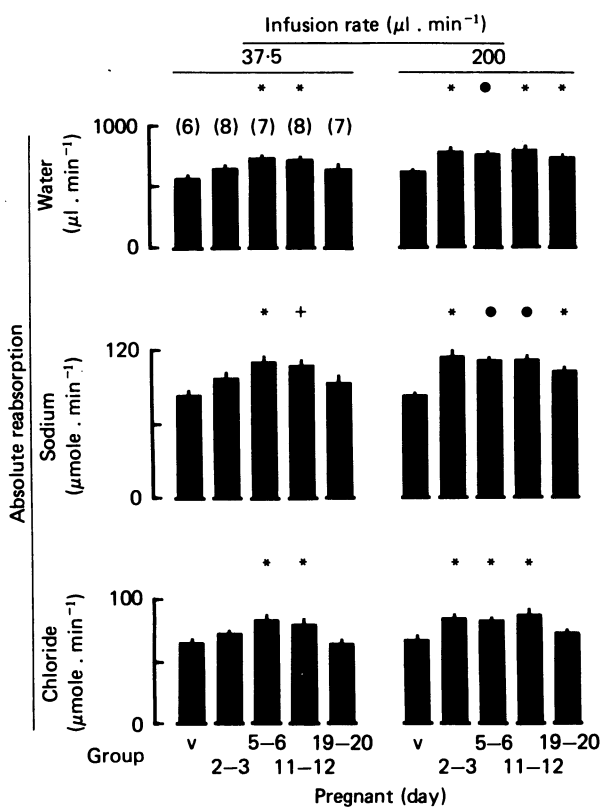 Infusion rate (μl . min⁻¹)
37·5 200
* * * ● * *
1000 (6) (8) (7) (8) (7)
Water
(μl . min⁻¹)
0
* + * ● ● *
120
Absolute reabsorption
Sodium
(μmole . min⁻¹)
0
* * * * *
100
Chloride
(μmole . min⁻¹)
0
Group v 5–6 19–20 v 5–6 19–20
2–3 11–12 2–3 11–12
Pregnant (day)